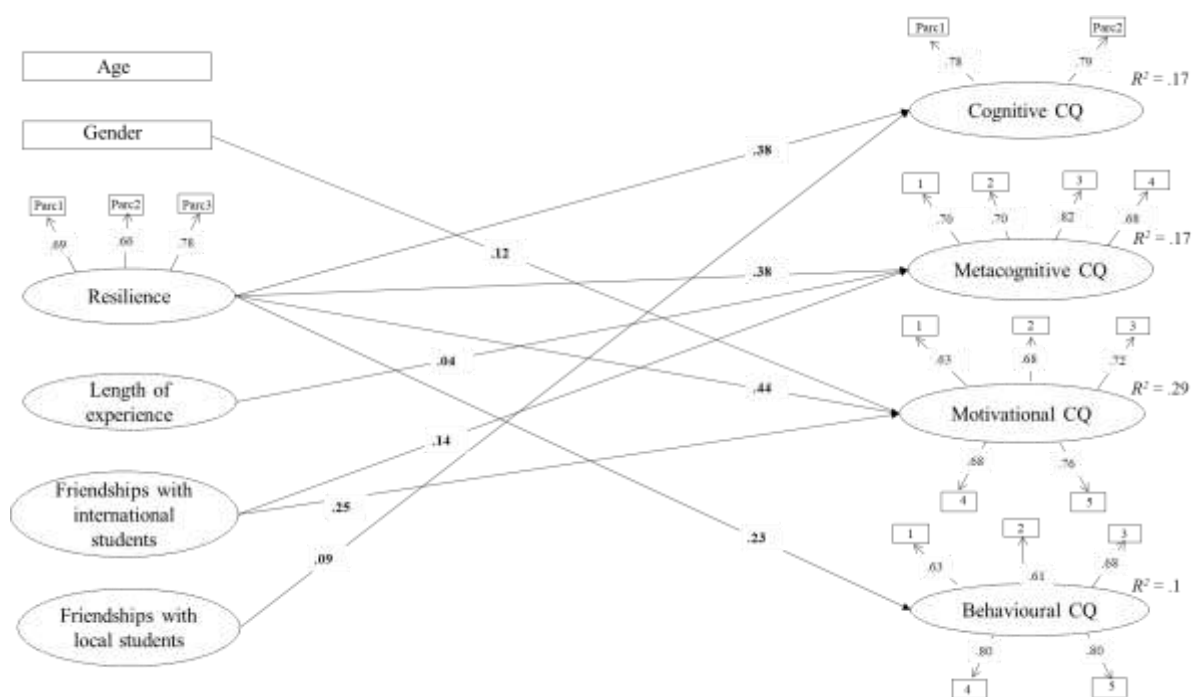 Age
Gender
Parc1
Parc2
Parc3
.69
.66
.78
Resilience
Length of
experience
Friendships with
international
students
Friendships with
local students
.38
.12
.38
.04
.44
.14
.25
.09
.23
Parc1
Parc2
.78
.79
R² = .17
Cognitive CQ
1
2
3
4
.70
.70
.82
.68
R² = .17
Metacognitive CQ
1
2
3
.63
.68
.72
R² = .29
Motivational CQ
.68
.76
4
5
1
2
3
.63
.61
.68
R² = .1
Behavioural CQ
.80
.80
4
5